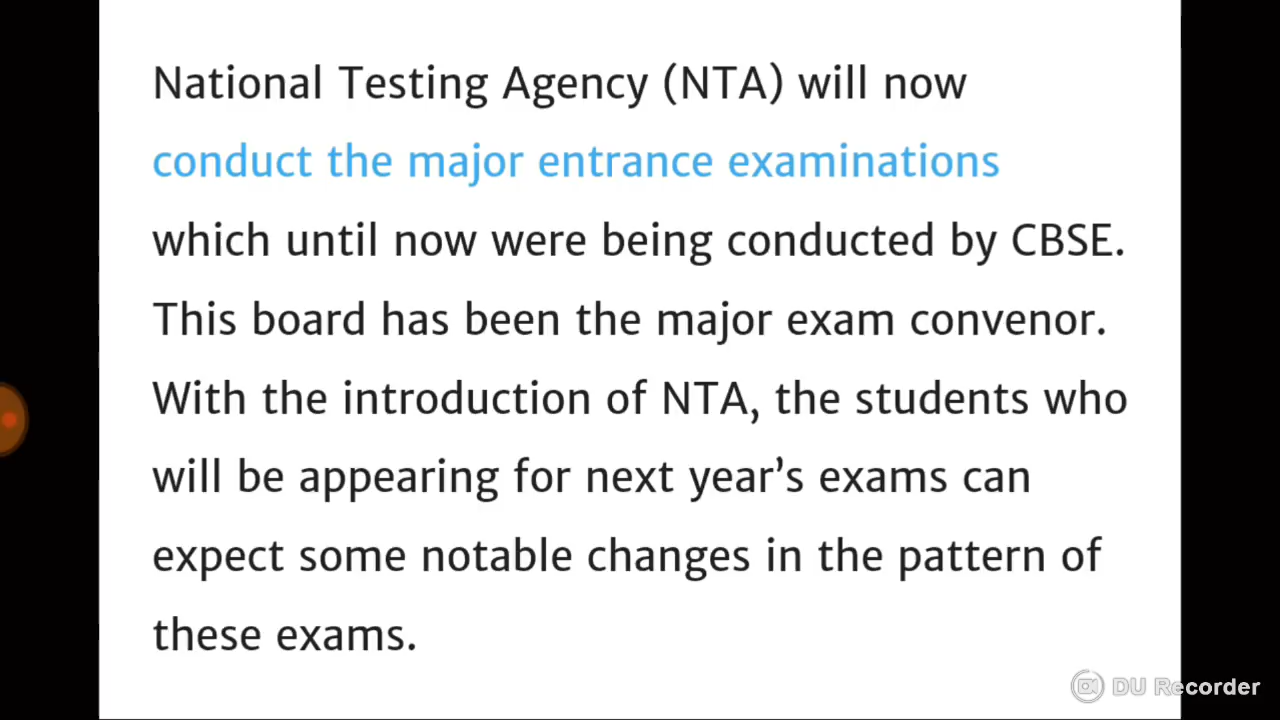 National Testing Agency (NTA) will now
conduct the major entrance examinations
which until now were being conducted by CBSE.
This board has been the major exam convenor.
With the introduction of NTA, the students who
will be appearing for next year’s exams can
expect some notable changes in the pattern of
these exams.
DU Recorder